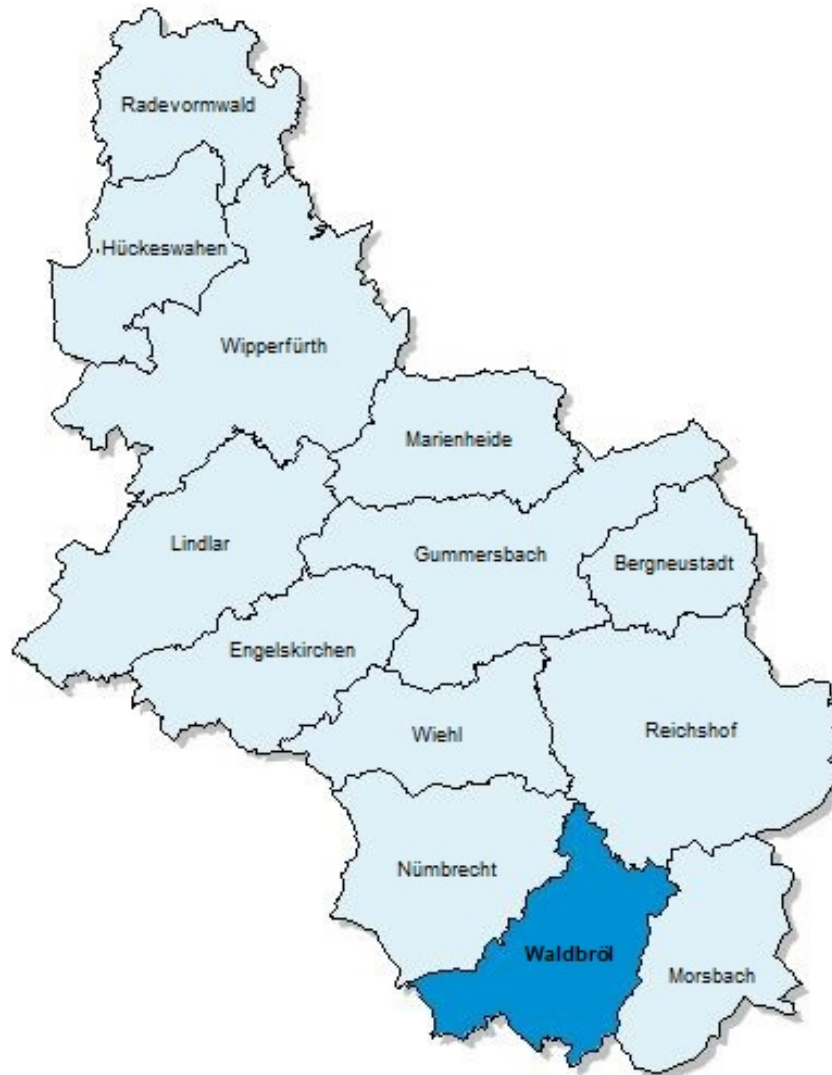 Radevormwald
Hückeswahen
Wipperfürth
Marienheide
Lindlar
Gummersbach
Bergneustadt
Engelskirchen
Wiehl
Reichshof
Nümbrecht
Waldbröl
Morsbach